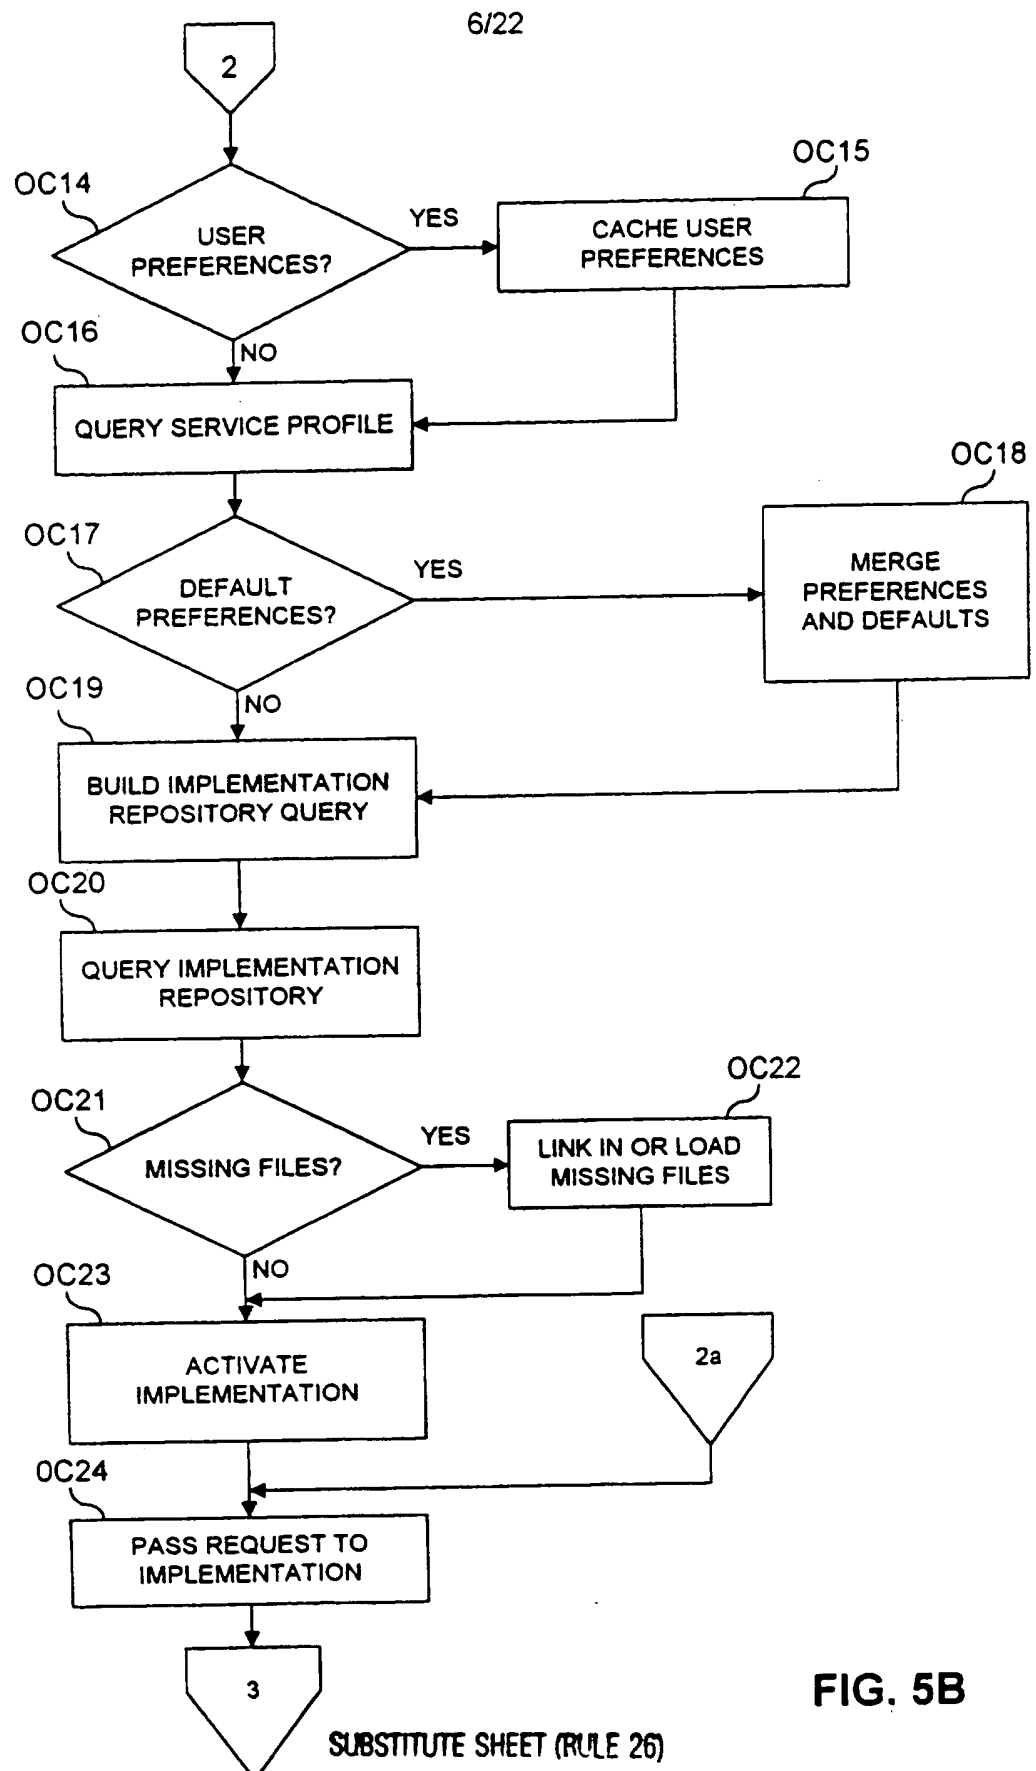 6/22
2
OC14
USER
PREFERENCES?
YES
OC15
CACHE USER
PREFERENCES
NO
OC16
QUERY SERVICE PROFILE
OC17
DEFAULT
PREFERENCES?
YES
OC18
MERGE
PREFERENCES
AND DEFAULTS
NO
OC19
BUILD IMPLEMENTATION
REPOSITORY QUERY
OC20
QUERY IMPLEMENTATION
REPOSITORY
OC21
MISSING FILES?
YES
OC22
LINK IN OR LOAD
MISSING FILES
NO
OC23
ACTIVATE
IMPLEMENTATION
2a
OC24
PASS REQUEST TO
IMPLEMENTATION
3
FIG. 5B
SUBSTITUTE SHEET (RULE 26)